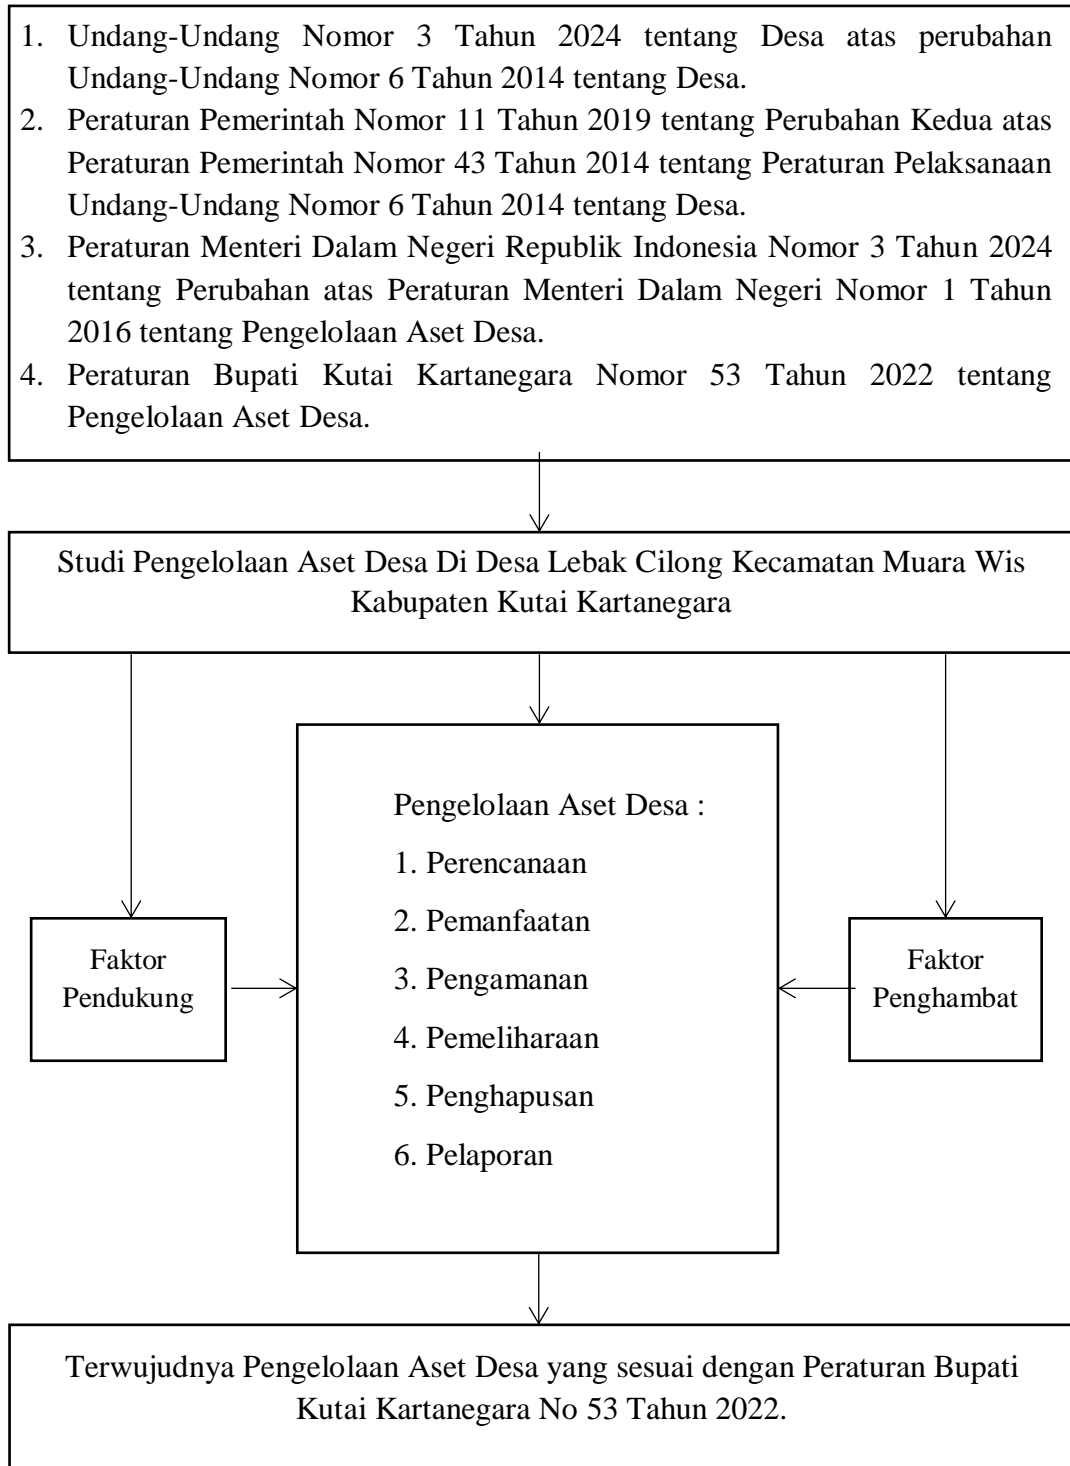 1. Undang-Undang Nomor 3 Tahun 2024 tentang Desa atas perubahan
Undang-Undang Nomor 6 Tahun 2014 tentang Desa.
2. Peraturan Pemerintah Nomor 11 Tahun 2019 tentang Perubahan Kedua atas
Peraturan Pemerintah Nomor 43 Tahun 2014 tentang Peraturan Pelaksanaan
Undang-Undang Nomor 6 Tahun 2014 tentang Desa.
3. Peraturan Menteri Dalam Negeri Republik Indonesia Nomor 3 Tahun 2024
tentang Perubahan atas Peraturan Menteri Dalam Negeri Nomor 1 Tahun
2016 tentang Pengelolaan Aset Desa.
4. Peraturan Bupati Kutai Kartanegara Nomor 53 Tahun 2022 tentang
Pengelolaan Aset Desa.
Studi Pengelolaan Aset Desa Di Desa Lebak Cilong Kecamatan Muara Wis
Kabupaten Kutai Kartanegara
Faktor
Pendukung
Pengelolaan Aset Desa :
1. Perencanaan
2. Pemanfaatan
3. Pengamanan
4. Pemeliharaan
5. Penghapusan
6. Pelaporan
Faktor
Penghambat
Terwujudnya Pengelolaan Aset Desa yang sesuai dengan Peraturan Bupati
Kutai Kartanegara No 53 Tahun 2022.